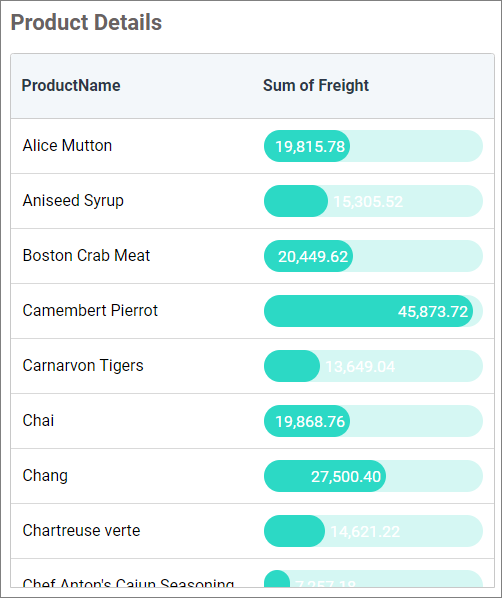 Product Details
ProductName Sum of Freight
Alice Mutton 19,815.78
Aniseed Syrup 15,305.52
Boston Crab Meat 20,449.62
Camembert Pierrot 45,873.72
Carnarvon Tigers 13,649.04
Chai 19,868.76
Chang 27,500.40
Chartreuse verte 14,621.22
Chef Anton's Cajun Seasoning 7,257.18